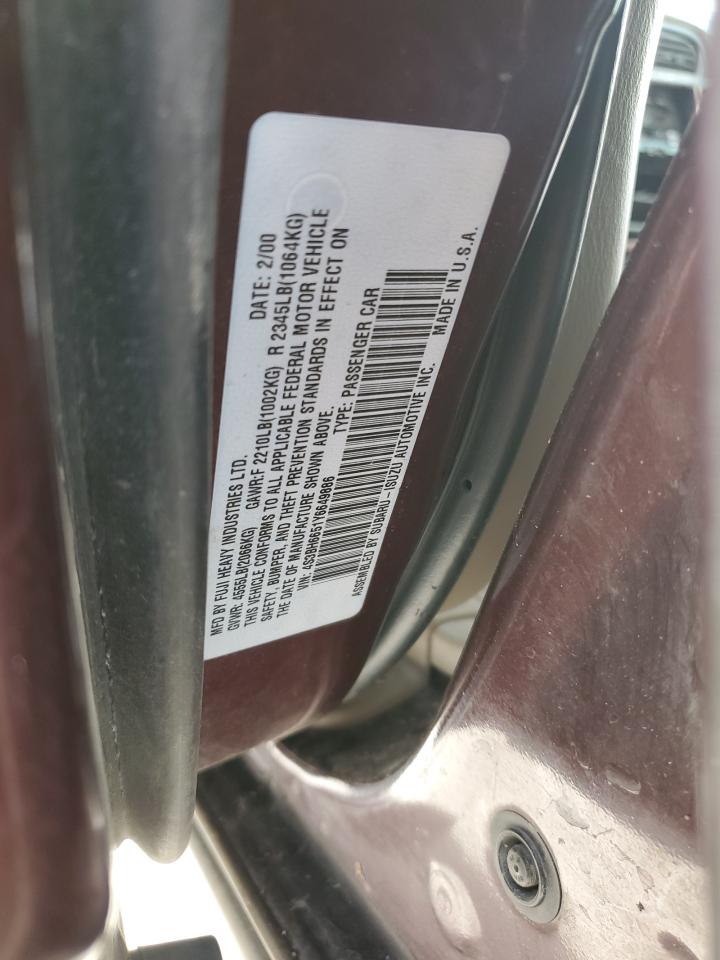 MFD BY FUJI HEAVY INDUSTRIES LTD. DATE: 2/00
GVWR: 4555LB(2066KG) GAWR:F 2210LB(1002KG) R 2345LB(1064KG)
THIS VEHICLE CONFORMS TO ALL APPLICABLE FEDERAL MOTOR VEHICLE
SAFETY, BUMPER, AND THEFT PREVENTION STANDARDS IN EFFECT ON
THE DATE OF MANUFACTURE SHOWN ABOVE.
VIN: 4S3BH6651Y6649886 TYPE: PASSENGER CAR
ASSEMBLED BY SUBARU-ISUZU AUTOMOTIVE INC. MADE IN U.S.A.